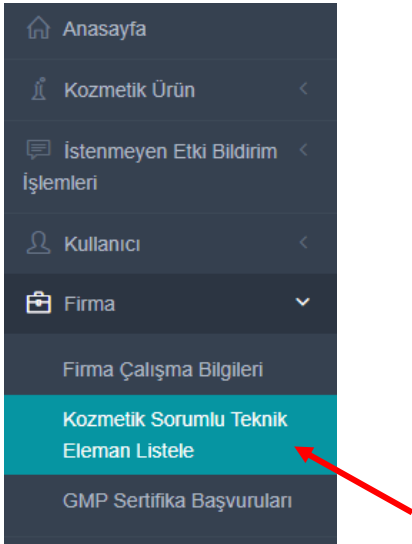 Anasayfa
Kozmetik Ürün
İstenmeyen Etki Bildirim
İşlemleri
Kullanıcı
Firma
Firma Çalışma Bilgileri
Kozmetik Sorumlu Teknik
Eleman Listele
GMP Sertifika Başvuruları